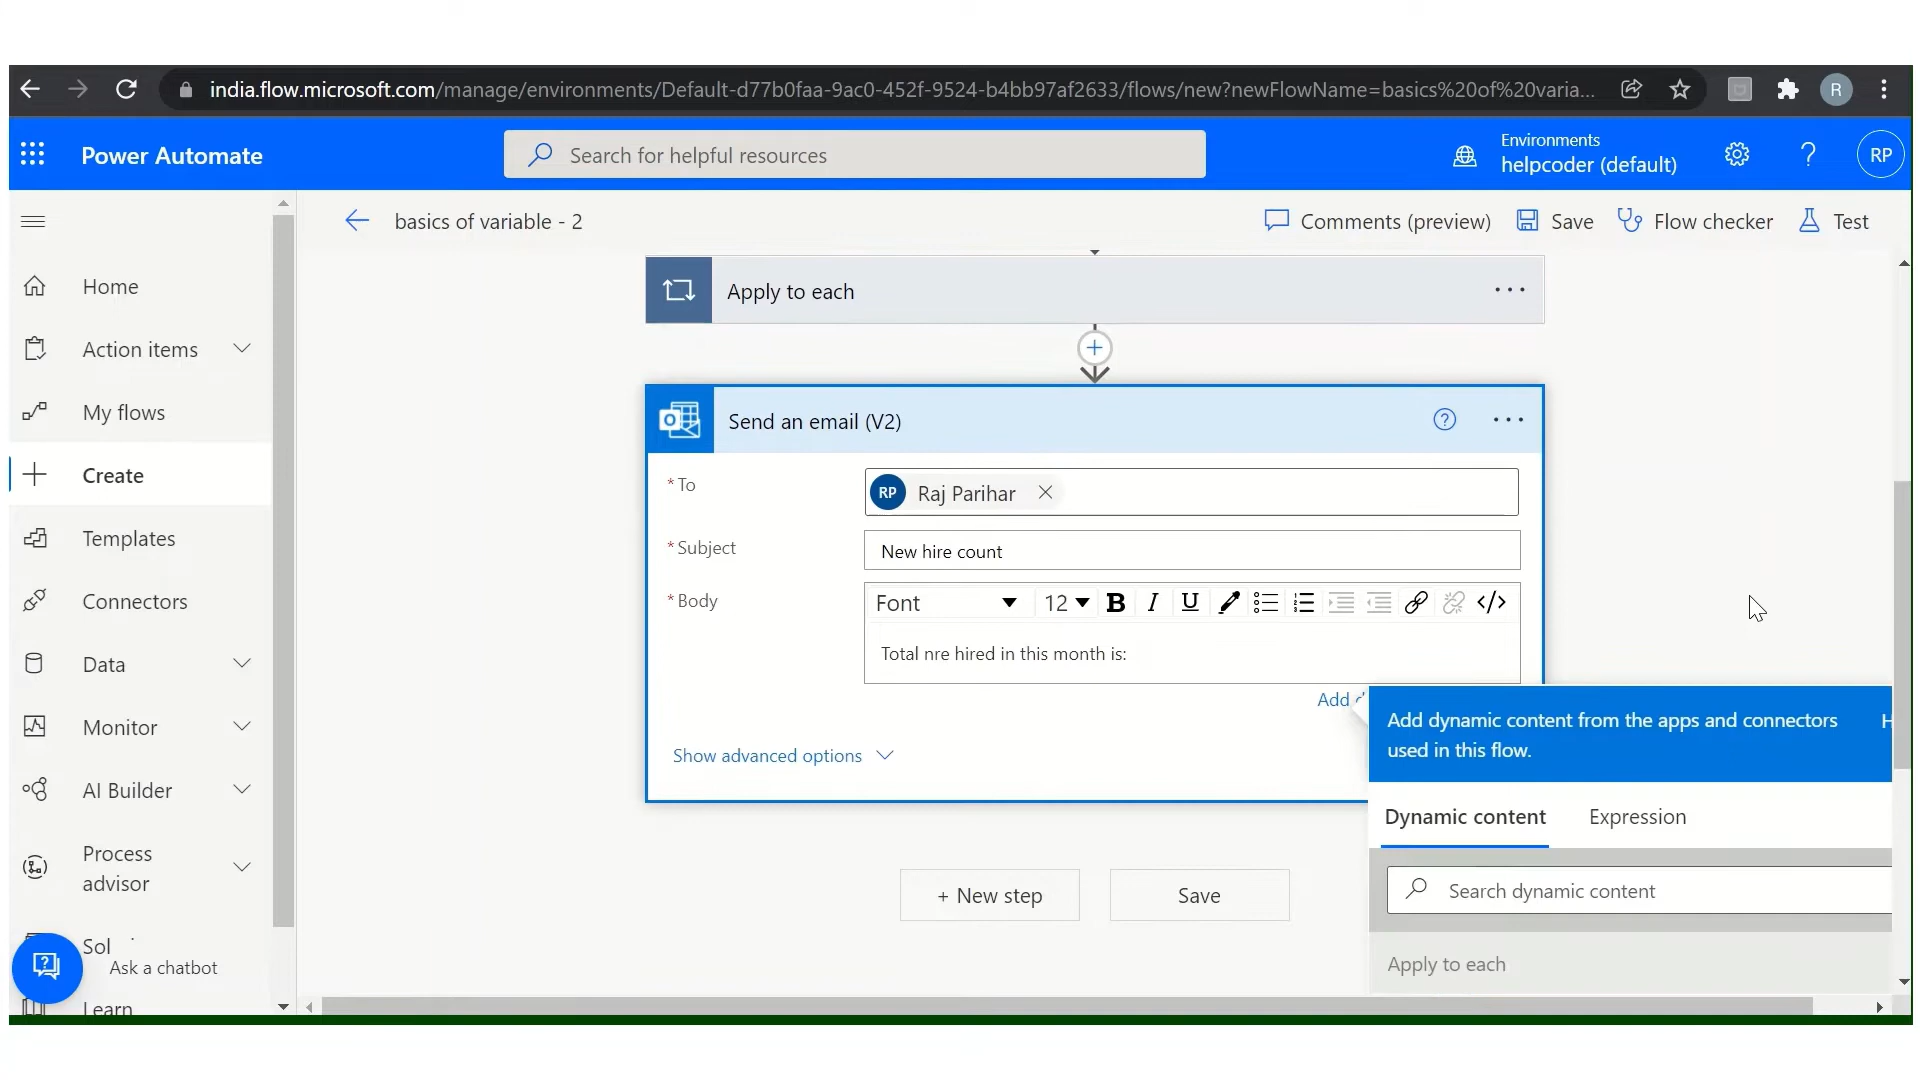 india.flow.microsoft.com/manage/environments/Default-d77b0faa-9ac0-452f-9524-b4bb97af2633/flows/new?newFlowName=basics%20of%20varia...
R
Power Automate
Search for helpful resources
Environments
helpcoder (default)
?
RP
basics of variable - 2
Comments (preview)
Save
Flow checker
Test
Home
Action items
My flows
Create
Templates
Connectors
Data
Monitor
AI Builder
Process
advisor
Sol
Ask a chatbot
Learn
Apply to each
...
Send an email (V2)
?
...
* To
RP
Raj Parihar
* Subject
New hire count
* Body
Font
12
B
I
U
</>
Total nre hired in this month is:
Add
Show advanced options
+ New step
Save
Add dynamic content from the apps and connectors
used in this flow.
H
Dynamic content
Expression
Search dynamic content
Apply to each